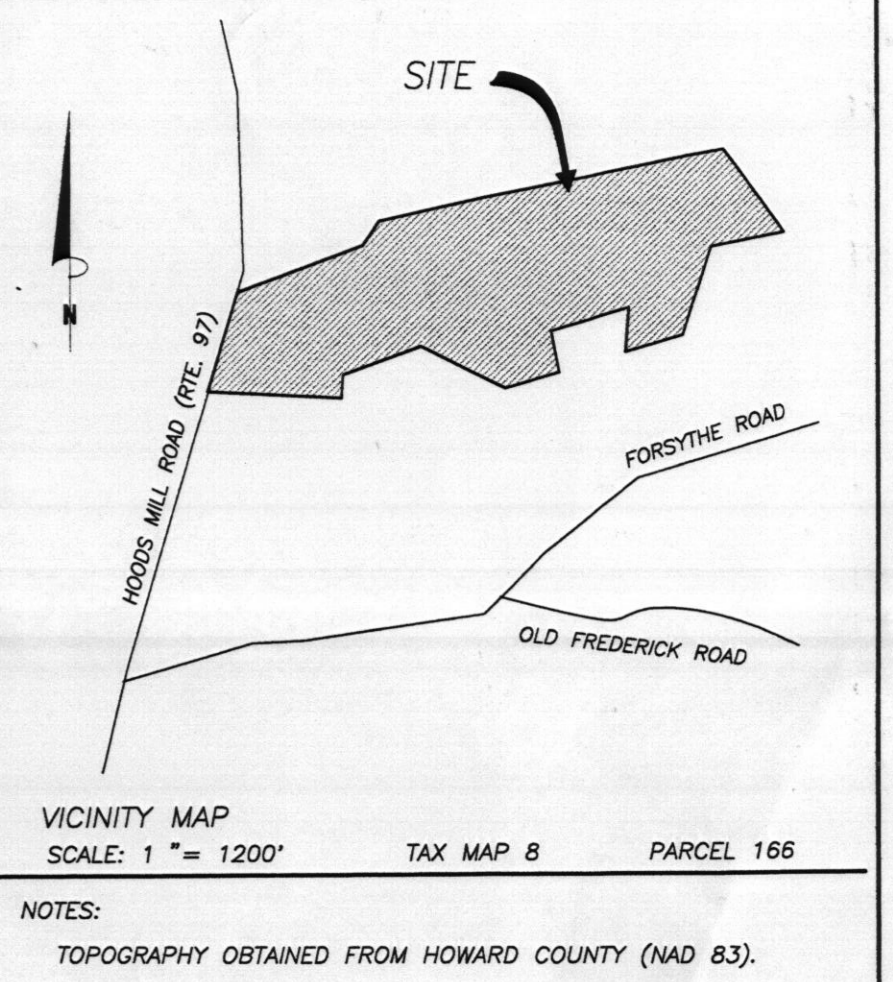 SITE
N
HOODS MILL ROAD (RTE. 97)
FORSYTHE ROAD
OLD FREDERICK ROAD
VICINITY MAP
SCALE: 1 "= 1200' TAX MAP 8 PARCEL 166
NOTES:
TOPOGRAPHY OBTAINED FROM HOWARD COUNTY (NAD 83).